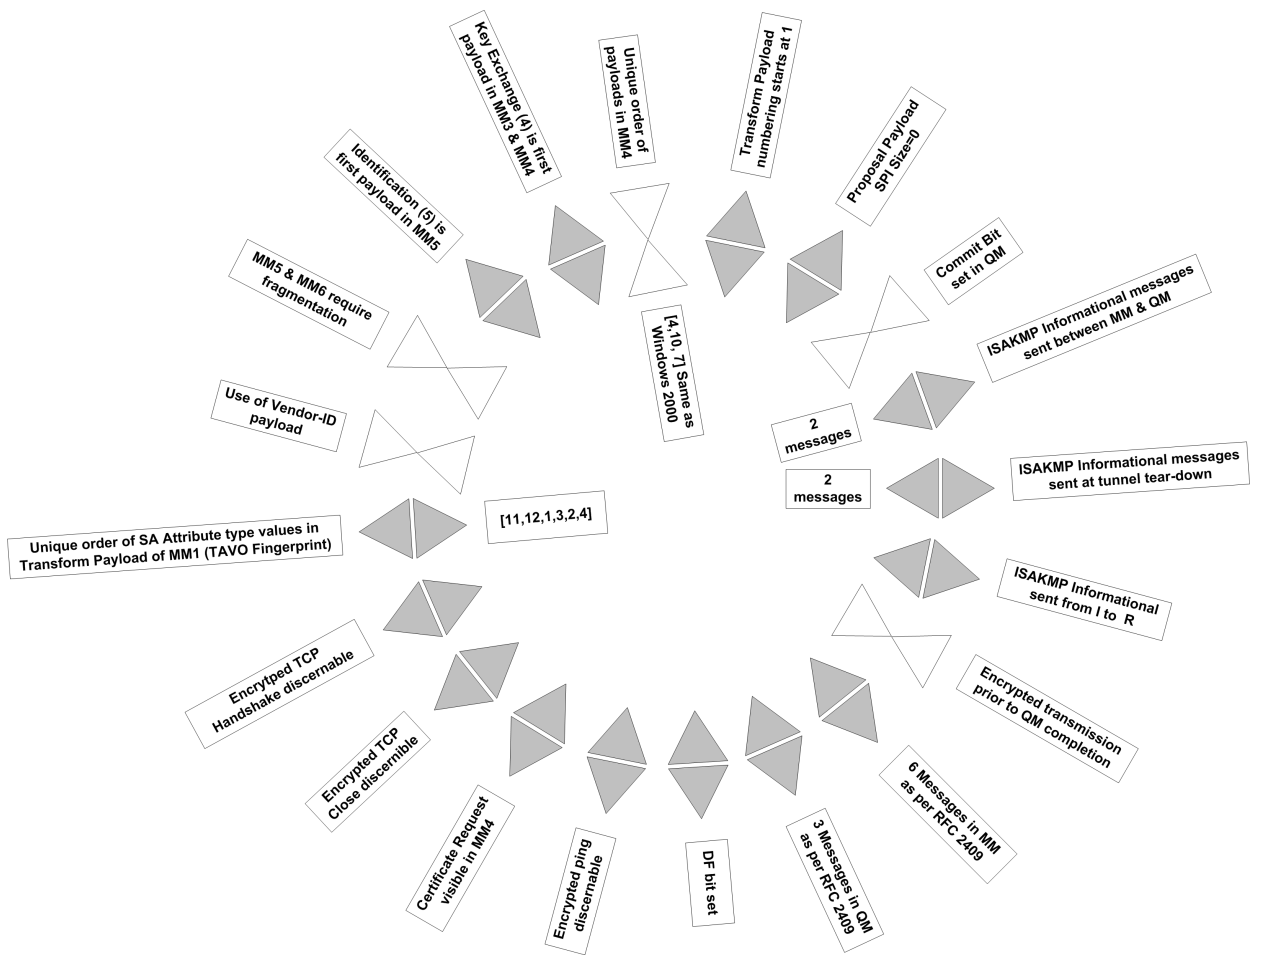 Key Exchange (4) is first
payload in MM3 & MM4
Unique order of
payloads in MM4
Transform Payload
numbering starts at 1
Proposal Payload
SPI Size=0
Commit Bit
set in QM
ISAKMP Informational messages
sent between MM & QM
2
messages
ISAKMP Informational messages
sent at tunnel tear-down
2
messages
ISAKMP Informational
sent from I to R
Encrypted transmission
prior to QM completion
6 Messages in MM
as per RFC 2409
3 Messages in QM
as per RFC 2409
DF bit set
Encrypted ping
discernable
Certificate Request
visible in MM4
Encrypted TCP
Close discernible
Encrytped TCP
Handshake discernable
Unique order of SA Attribute type values in
Transform Payload of MM1 (TAVO Fingerprint)
[11,12,1,3,2,4]
Use of Vendor-ID
payload
MM5 & MM6 require
fragmentation
Identification (5) is
first payload in MM5
[4,10, 7] Same as
Windows 2000